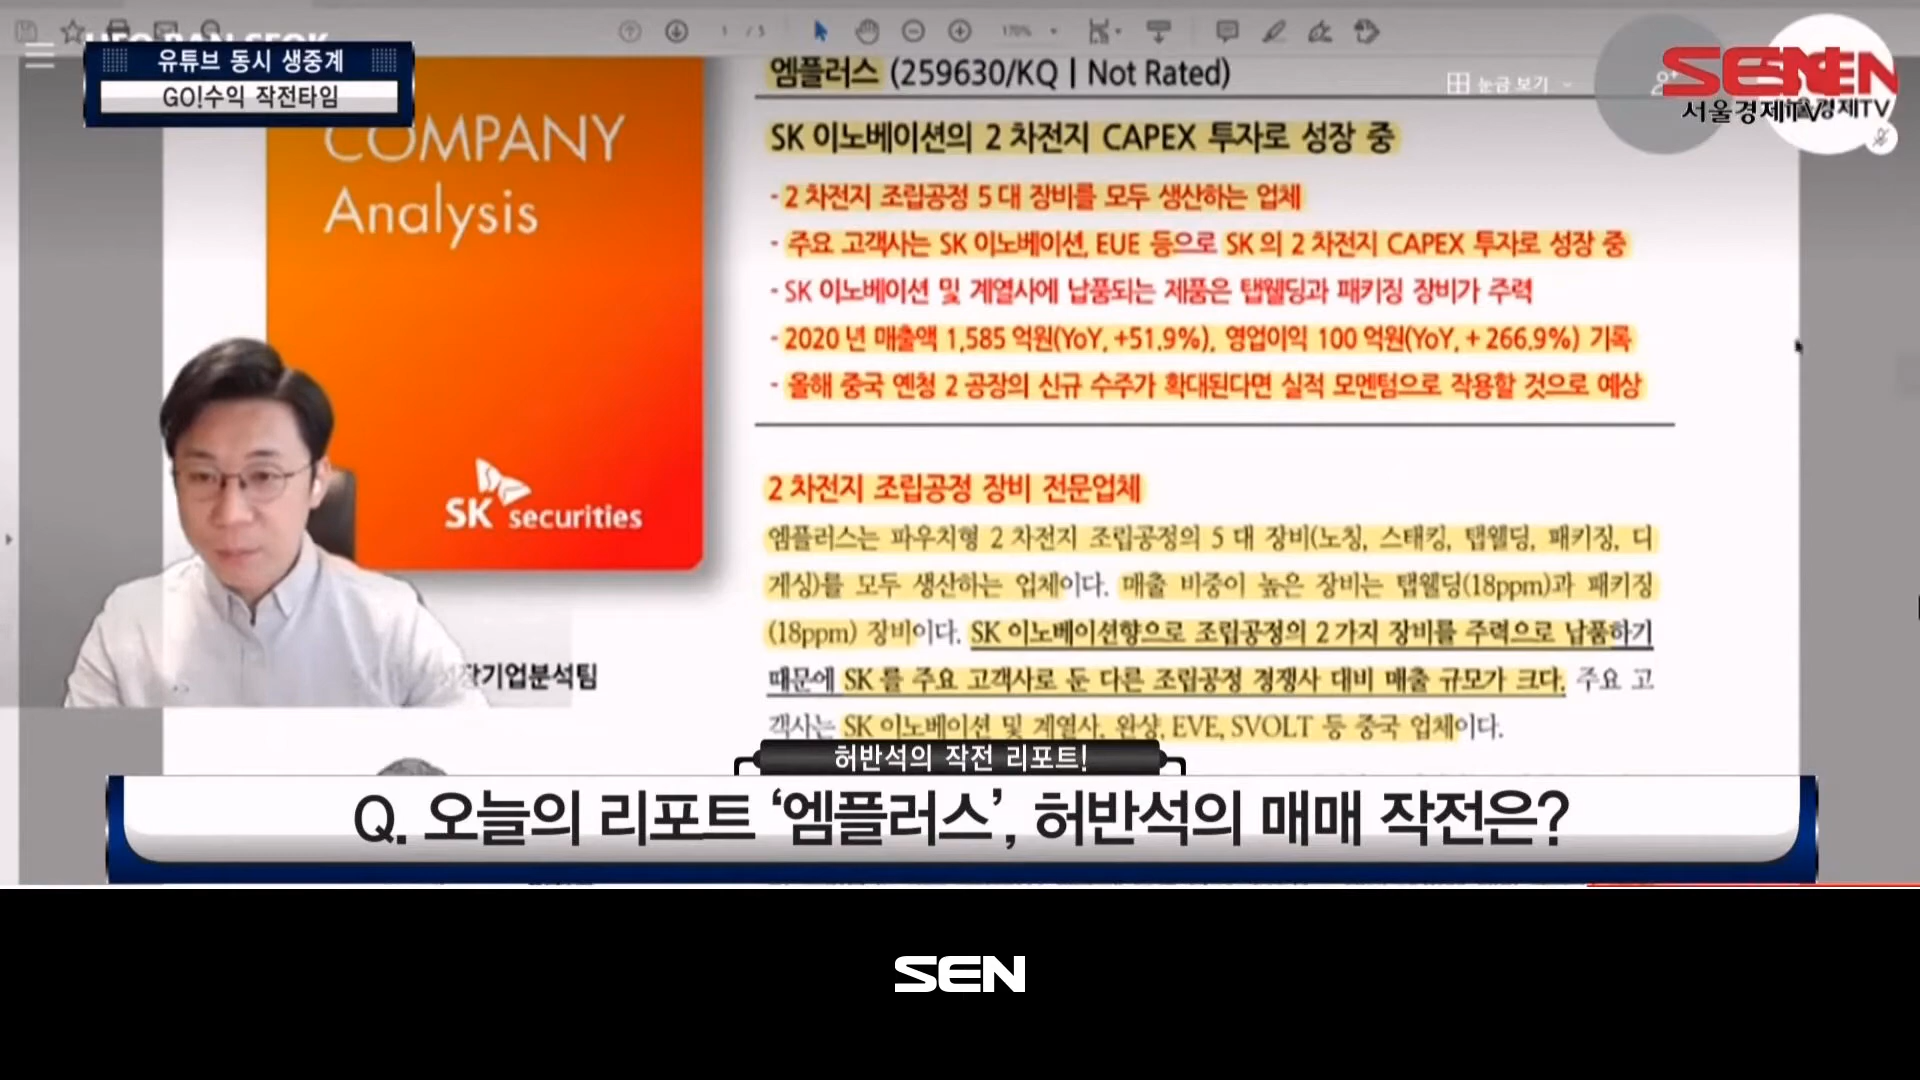 유튜브 동시 생중계
GO!수익 작전타임
1 / 5
170%
눈금 보기
SEN
서울경제TV
COMPANY
Analysis
SK securities
성장기업분석팀
엠플러스 (259630/KQ | Not Rated)
SK 이노베이션의 2 차전지 CAPEX 투자로 성장 중
- 2 차전지 조립공정 5 대 장비를 모두 생산하는 업체
- 주요 고객사는 SK 이노베이션, EUE 등으로 SK 의 2 차전지 CAPEX 투자로 성장 중
- SK 이노베이션 및 계열사에 납품되는 제품은 탭웰딩과 패키징 장비가 주력
- 2020 년 매출액 1,585 억원(YoY, +51.9%), 영업이익 100 억원(YoY, + 266.9%) 기록
- 올해 중국 옌청 2 공장의 신규 수주가 확대된다면 실적 모멘텀으로 작용할 것으로 예상
2 차전지 조립공정 장비 전문업체
엠플러스는 파우치형 2 차전지 조립공정의 5 대 장비(노칭, 스태킹, 탭웰딩, 패키징, 디
게싱)를 모두 생산하는 업체이다. 매출 비중이 높은 장비는 탭웰딩(18ppm)과 패키징
(18ppm) 장비이다. SK 이노베이션향으로 조립공정의 2 가지 장비를 주력으로 납품하기
때문에 SK 를 주요 고객사로 둔 다른 조립공정 경쟁사 대비 매출 규모가 크다. 주요 고
객사는 SK 이노베이션 및 계열사, 완샹, EVE, SVOLT 등 중국 업체이다.
허반석의 작전 리포트!
Q. 오늘의 리포트 ‘엠플러스’, 허반석의 매매 작전은?
SEN